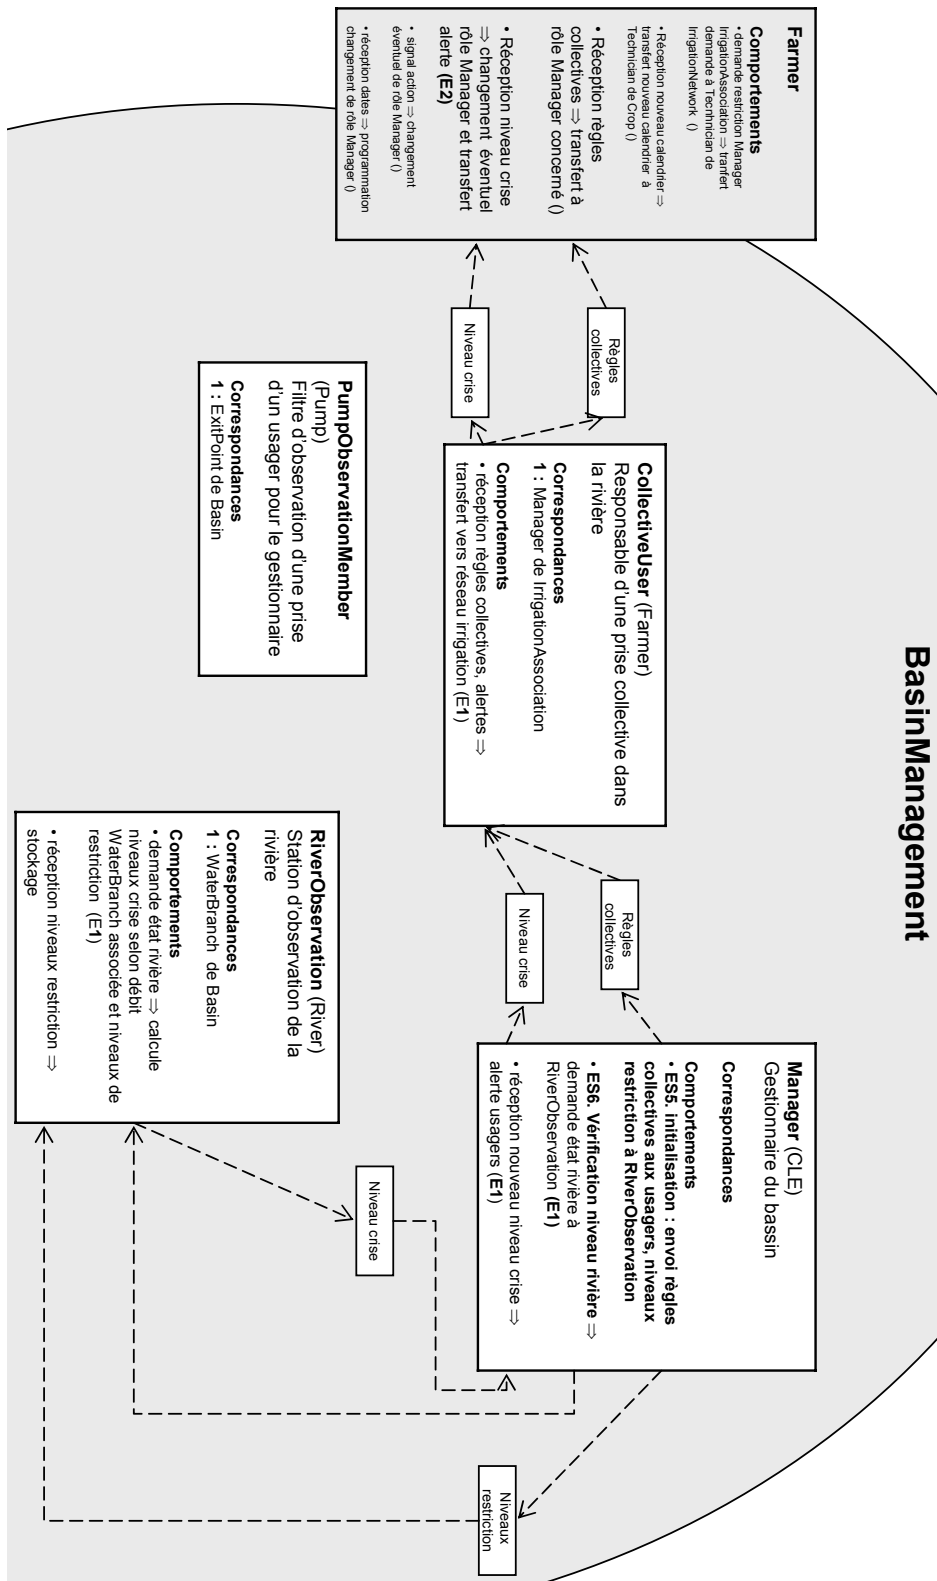 BasinManagement
Farmer
Comportements
• demande restriction Manager
IrrigationAssociation ⇒ tranfert
demande à Tecnhnician de
IrrigationNetwork ()
• Réception nouveau calendrier ⇒
transfert nouveau calendrier à
Technician de Crop ()
• Réception règles
collectives ⇒ transfert à
rôle Manager concerné ()
• Réception niveau crise
⇒ changement éventuel
rôle Manager et transfert
alerte (E2)
• signal action ⇒ changement
éventuel de rôle Manager ()
• réception dates ⇒ programmation
changement de rôle Manager ()
Règles
collectives
Niveau crise
CollectiveUser (Farmer)
Responsable d'une prise collective dans
la rivière
Correspondances
1 : Manager de IrrigationAssociation
Comportements
• réception règles collectives, alertes ⇒
transfert vers réseau irrigation (E1)
PumpObservationMember
(Pump)
Filtre d'observation d'une prise
d'un usager pour le gestionnaire
Correspondances
1 : ExitPoint de Basin
Règles
collectives
Niveau crise
Manager (CLE)
Gestionnaire du bassin
Correspondances
Comportements
• ES5. initialisation : envoi règles
collectives aux usagers, niveaux
restriction à RIverObservation
• ES6. Vérification niveau rivière ⇒
demande état rivière à
RiverObservation (E1)
• réception nouveau niveau crise ⇒
alerte usagers (E1)
RiverObservation (River)
Station d'observation de la
rivière
Correspondances
1 : WaterBranch de Basin
Comportements
• demande état rivière ⇒ calcule
niveaux crise selon débit
WaterBranch associée et niveaux de
restriction (E1)
• réception niveaux restriction ⇒
stockage
Niveau crise
Niveaux
restriction